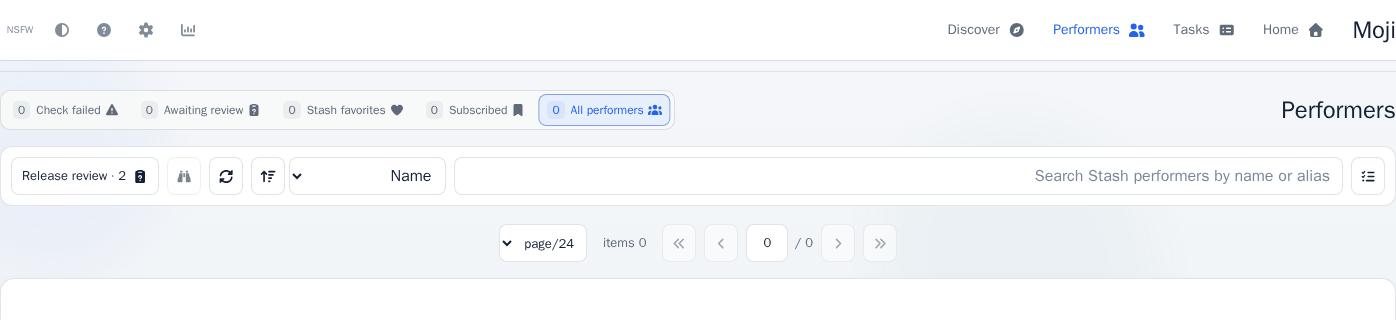 NSFW Discover Performers Tasks Home Moji
0 Check failed 0 Awaiting review 0 Stash favorites 0 Subscribed 0 All performers Performers
Release review · 2 Name Search Stash performers by name or alias
page/24 items 0 0 / 0